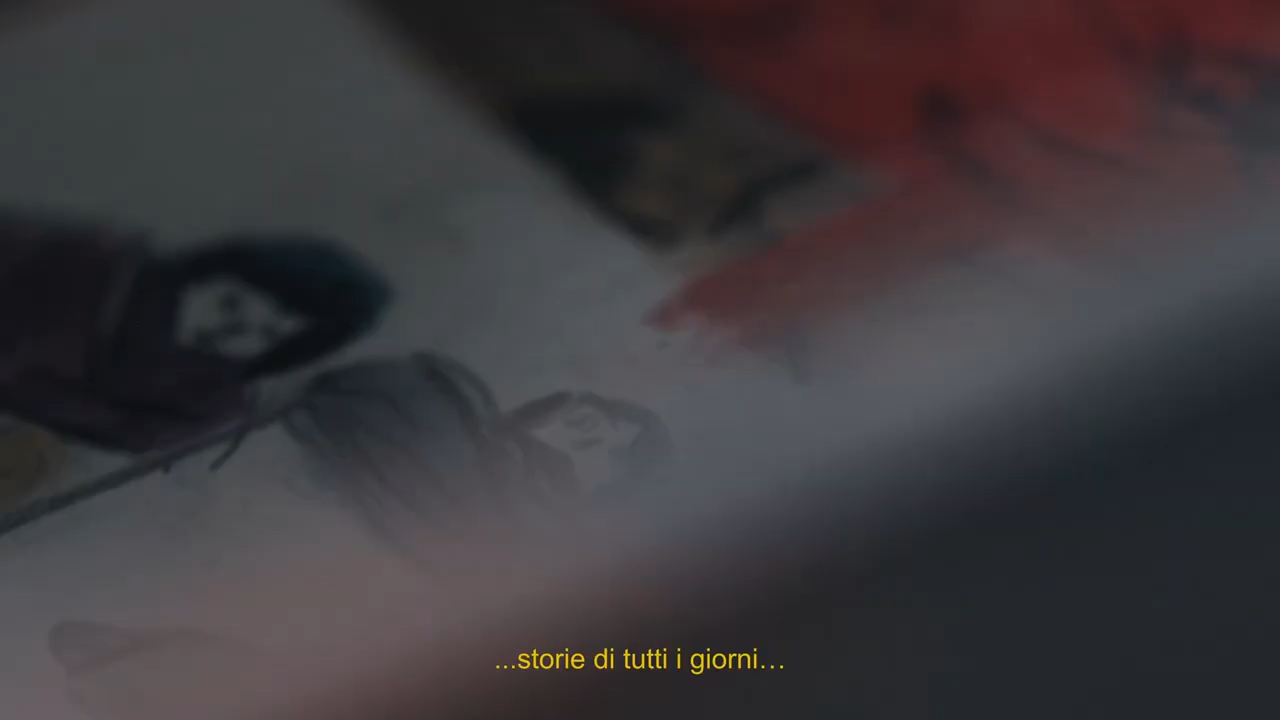 ...storie di tutti i giorni…